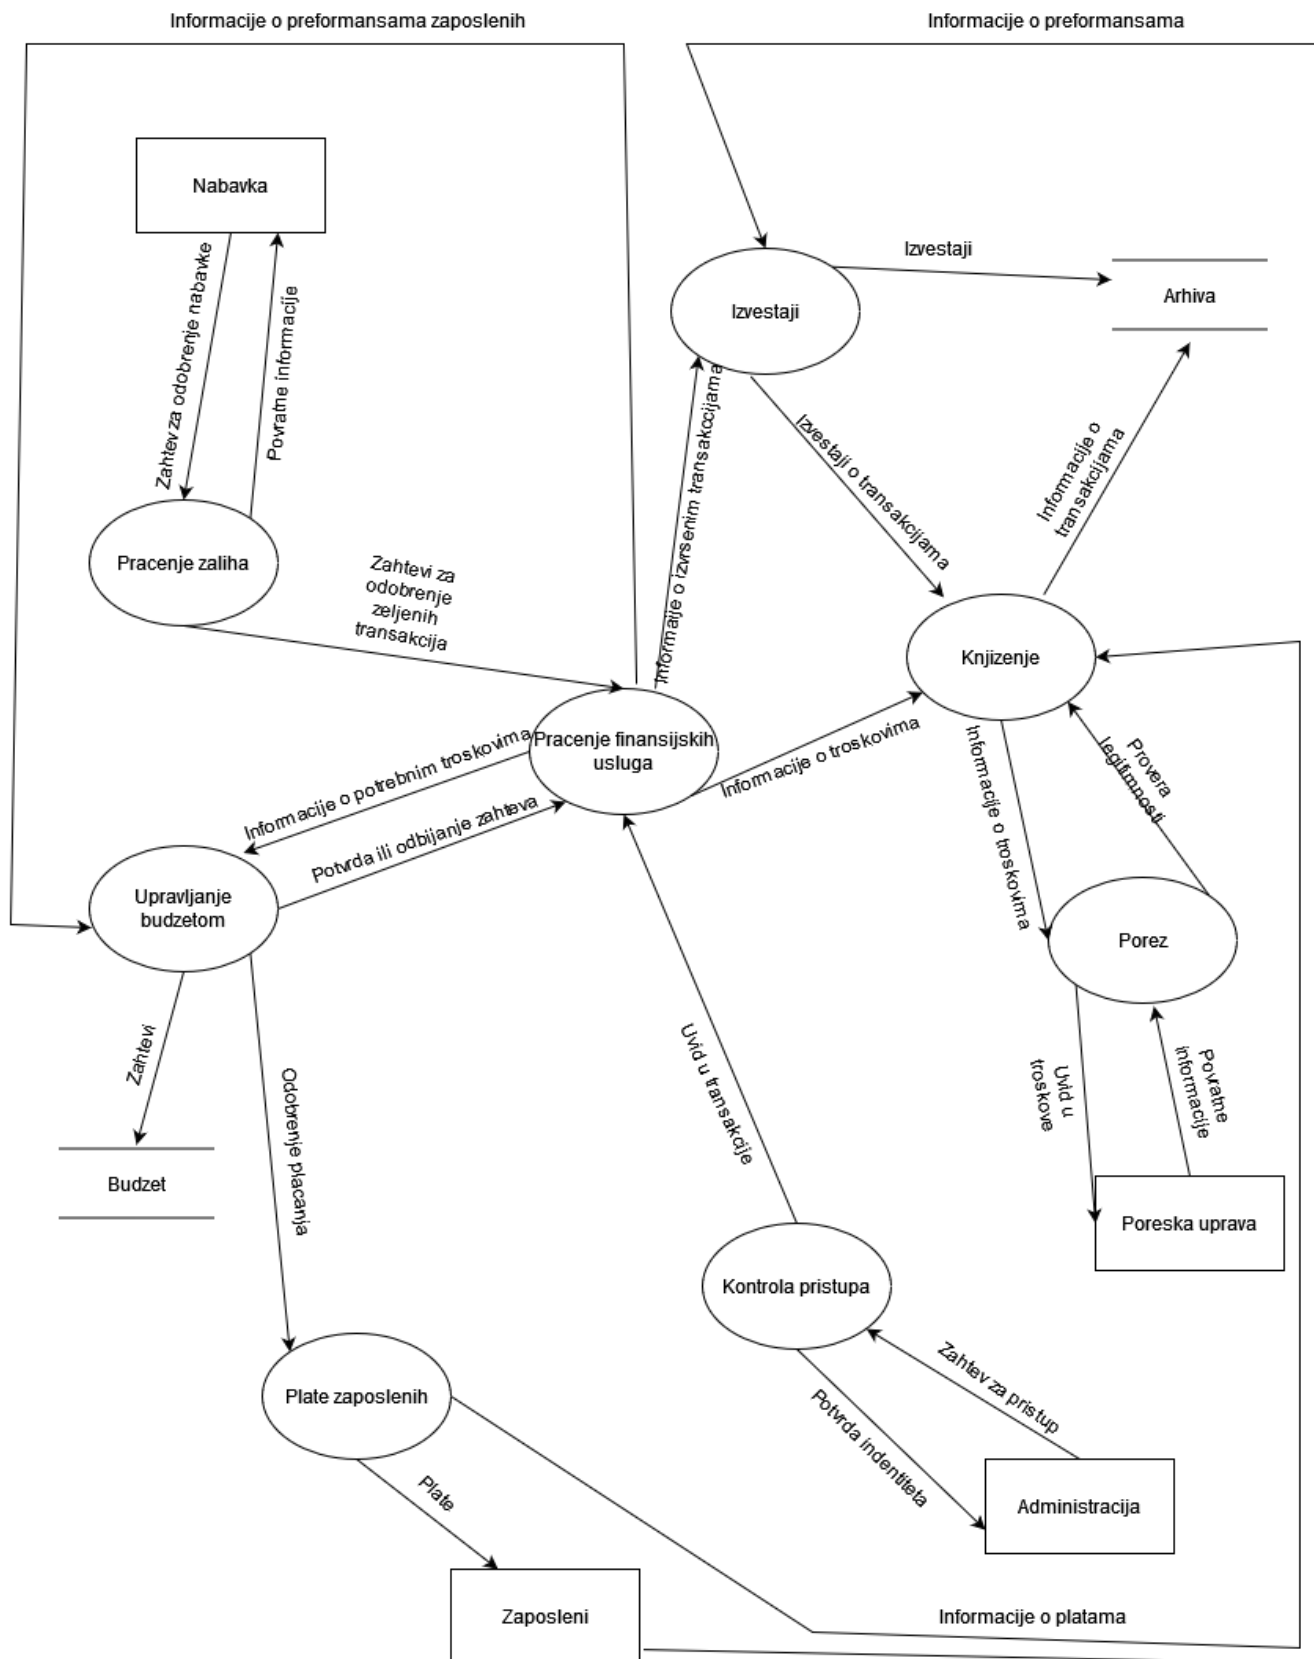 Informacije o preformansama zaposlenih
Informacije o preformansama
Nabavka
Zahtev za odobrenje nabavke
Povratne informacije
Izvestaji
Izvestaji
Arhiva
Informaije o izvrsenim transakccijama
Izvestaji o transakcijama
Informacije o
transakcijama
Pracenje zaliha
Zahtevi za
odobrenje
zeljenih
transakcija
Knjizenje
Pracenje finansijskih
usluga
Informacije o potrebnim troskovima
Informacije o troskovima
Informacije o troskovima
Provera
legitimnosti
Potvrda ili odbijanje zahteva
Upravljanje
budzetom
Porez
Zahtevi
Odobrenje placanja
Uvid u transakcije
Uvid u
troskove
Povratne
informacije
Budzet
Poreska uprava
Kontrola pristupa
Zahtev za pristup
Potvrda indentiteta
Plate zaposlenih
Plate
Administracija
Zaposleni
Informacije o platama